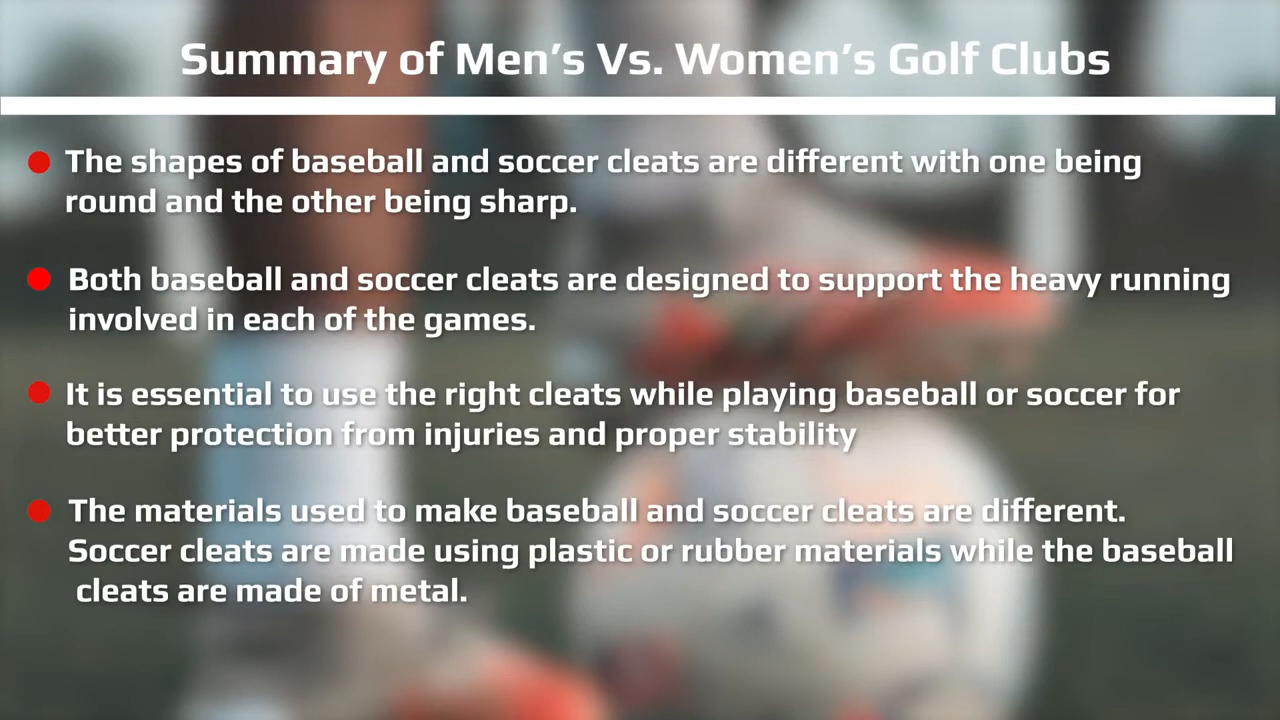 Summary of Men’s Vs. Women’s Golf Clubs
The shapes of baseball and soccer cleats are different with one being
round and the other being sharp.
Both baseball and soccer cleats are designed to support the heavy running
involved in each of the games.
It is essential to use the right cleats while playing baseball or soccer for
better protection from injuries and proper stability
The materials used to make baseball and soccer cleats are different.
Soccer cleats are made using plastic or rubber materials while the baseball
cleats are made of metal.